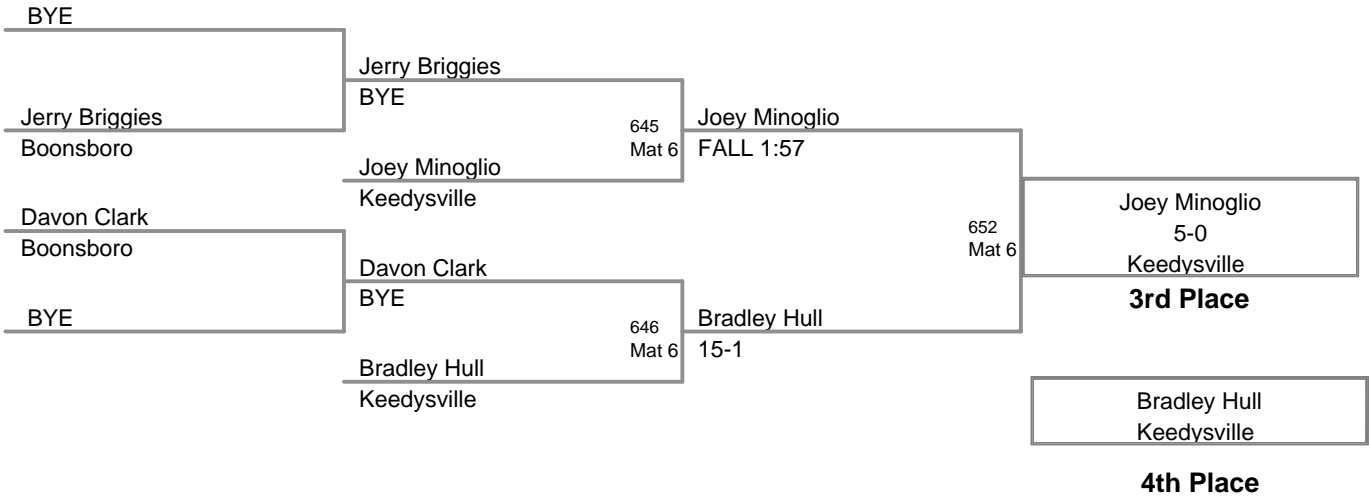 BYE
Jerry Briggies
BYE
Jerry Briggies
Boonsboro
645
Mat 6
Joey Minoglio
FALL 1:57
Joey Minoglio
Keedysville
Davon Clark
Boonsboro
652
Mat 6
Joey Minoglio
5-0
Keedysville
3rd Place
Davon Clark
BYE
BYE
646
Mat 6
Bradley Hull
15-1
Bradley Hull
Keedysville
Bradley Hull
Keedysville
4th Place